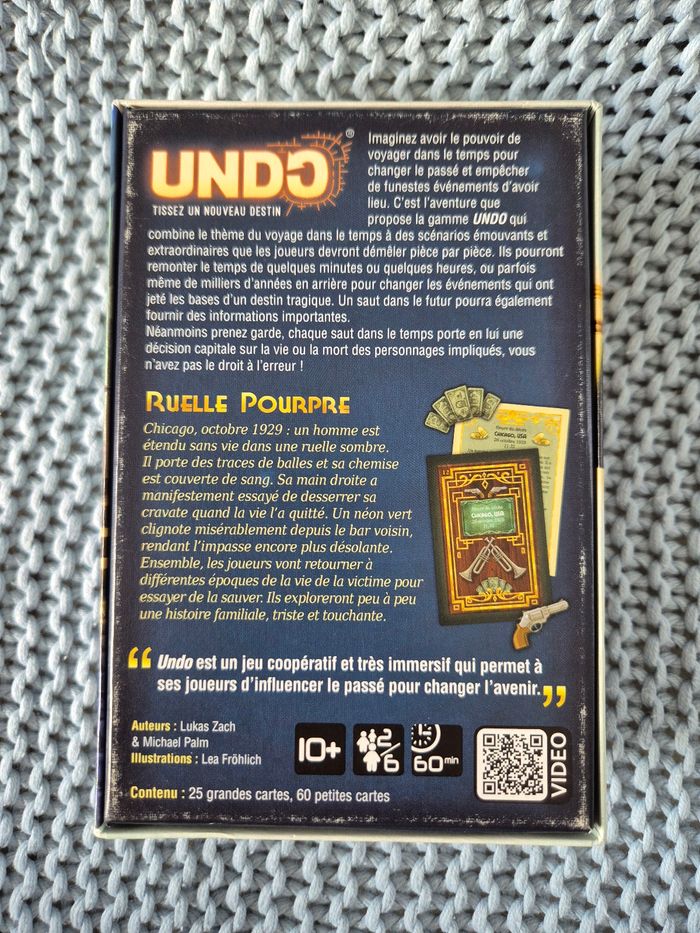 UNDO®
TISSEZ UN NOUVEAU DESTIN
Imaginez avoir le pouvoir de
voyager dans le temps pour
changer le passé et empêcher
de funestes événements d'avoir
lieu. C'est l'aventure que
propose la gamme UNDO qui
combine le thème du voyage dans le temps à des scénarios émouvants et
extraordinaires que les joueurs devront démêler pièce par pièce. Ils pourront
remonter le temps de quelques minutes ou quelques heures, ou parfois
même de milliers d'années en arrière pour changer les événements qui ont
jeté les bases d'un destin tragique. Un saut dans le futur pourra également
fournir des informations importantes.
Néanmoins prenez garde, chaque saut dans le temps porte en lui une
décision capitale sur la vie ou la mort des personnages impliqués, vous
n'avez pas le droit à l'erreur !
RUELLE POURPRE
Chicago, octobre 1929 : un homme est
étendu sans vie dans une ruelle sombre.
Il porte des traces de balles et sa chemise
est couverte de sang. Sa main droite a
manifestement essayé de desserrer sa
cravate quand la vie l'a quitté. Un néon vert
clignote misérablement depuis le bar voisin,
rendant l'impasse encore plus désolante.
Ensemble, les joueurs vont retourner à
différentes époques de la vie de la victime pour
essayer de la sauver. Ils exploreront peu à peu
une histoire familiale, triste et touchante.
CHICAGO, USA
CHICAGO, USA
“ Undo est un jeu coopératif et très immersif qui permet à
ses joueurs d'influencer le passé pour changer l'avenir. ”
Auteurs : Lukas Zach
& Michael Palm
Illustrations : Lea Fröhlich
Contenu : 25 grandes cartes, 60 petites cartes
10+
2/6
60min
VIDEO